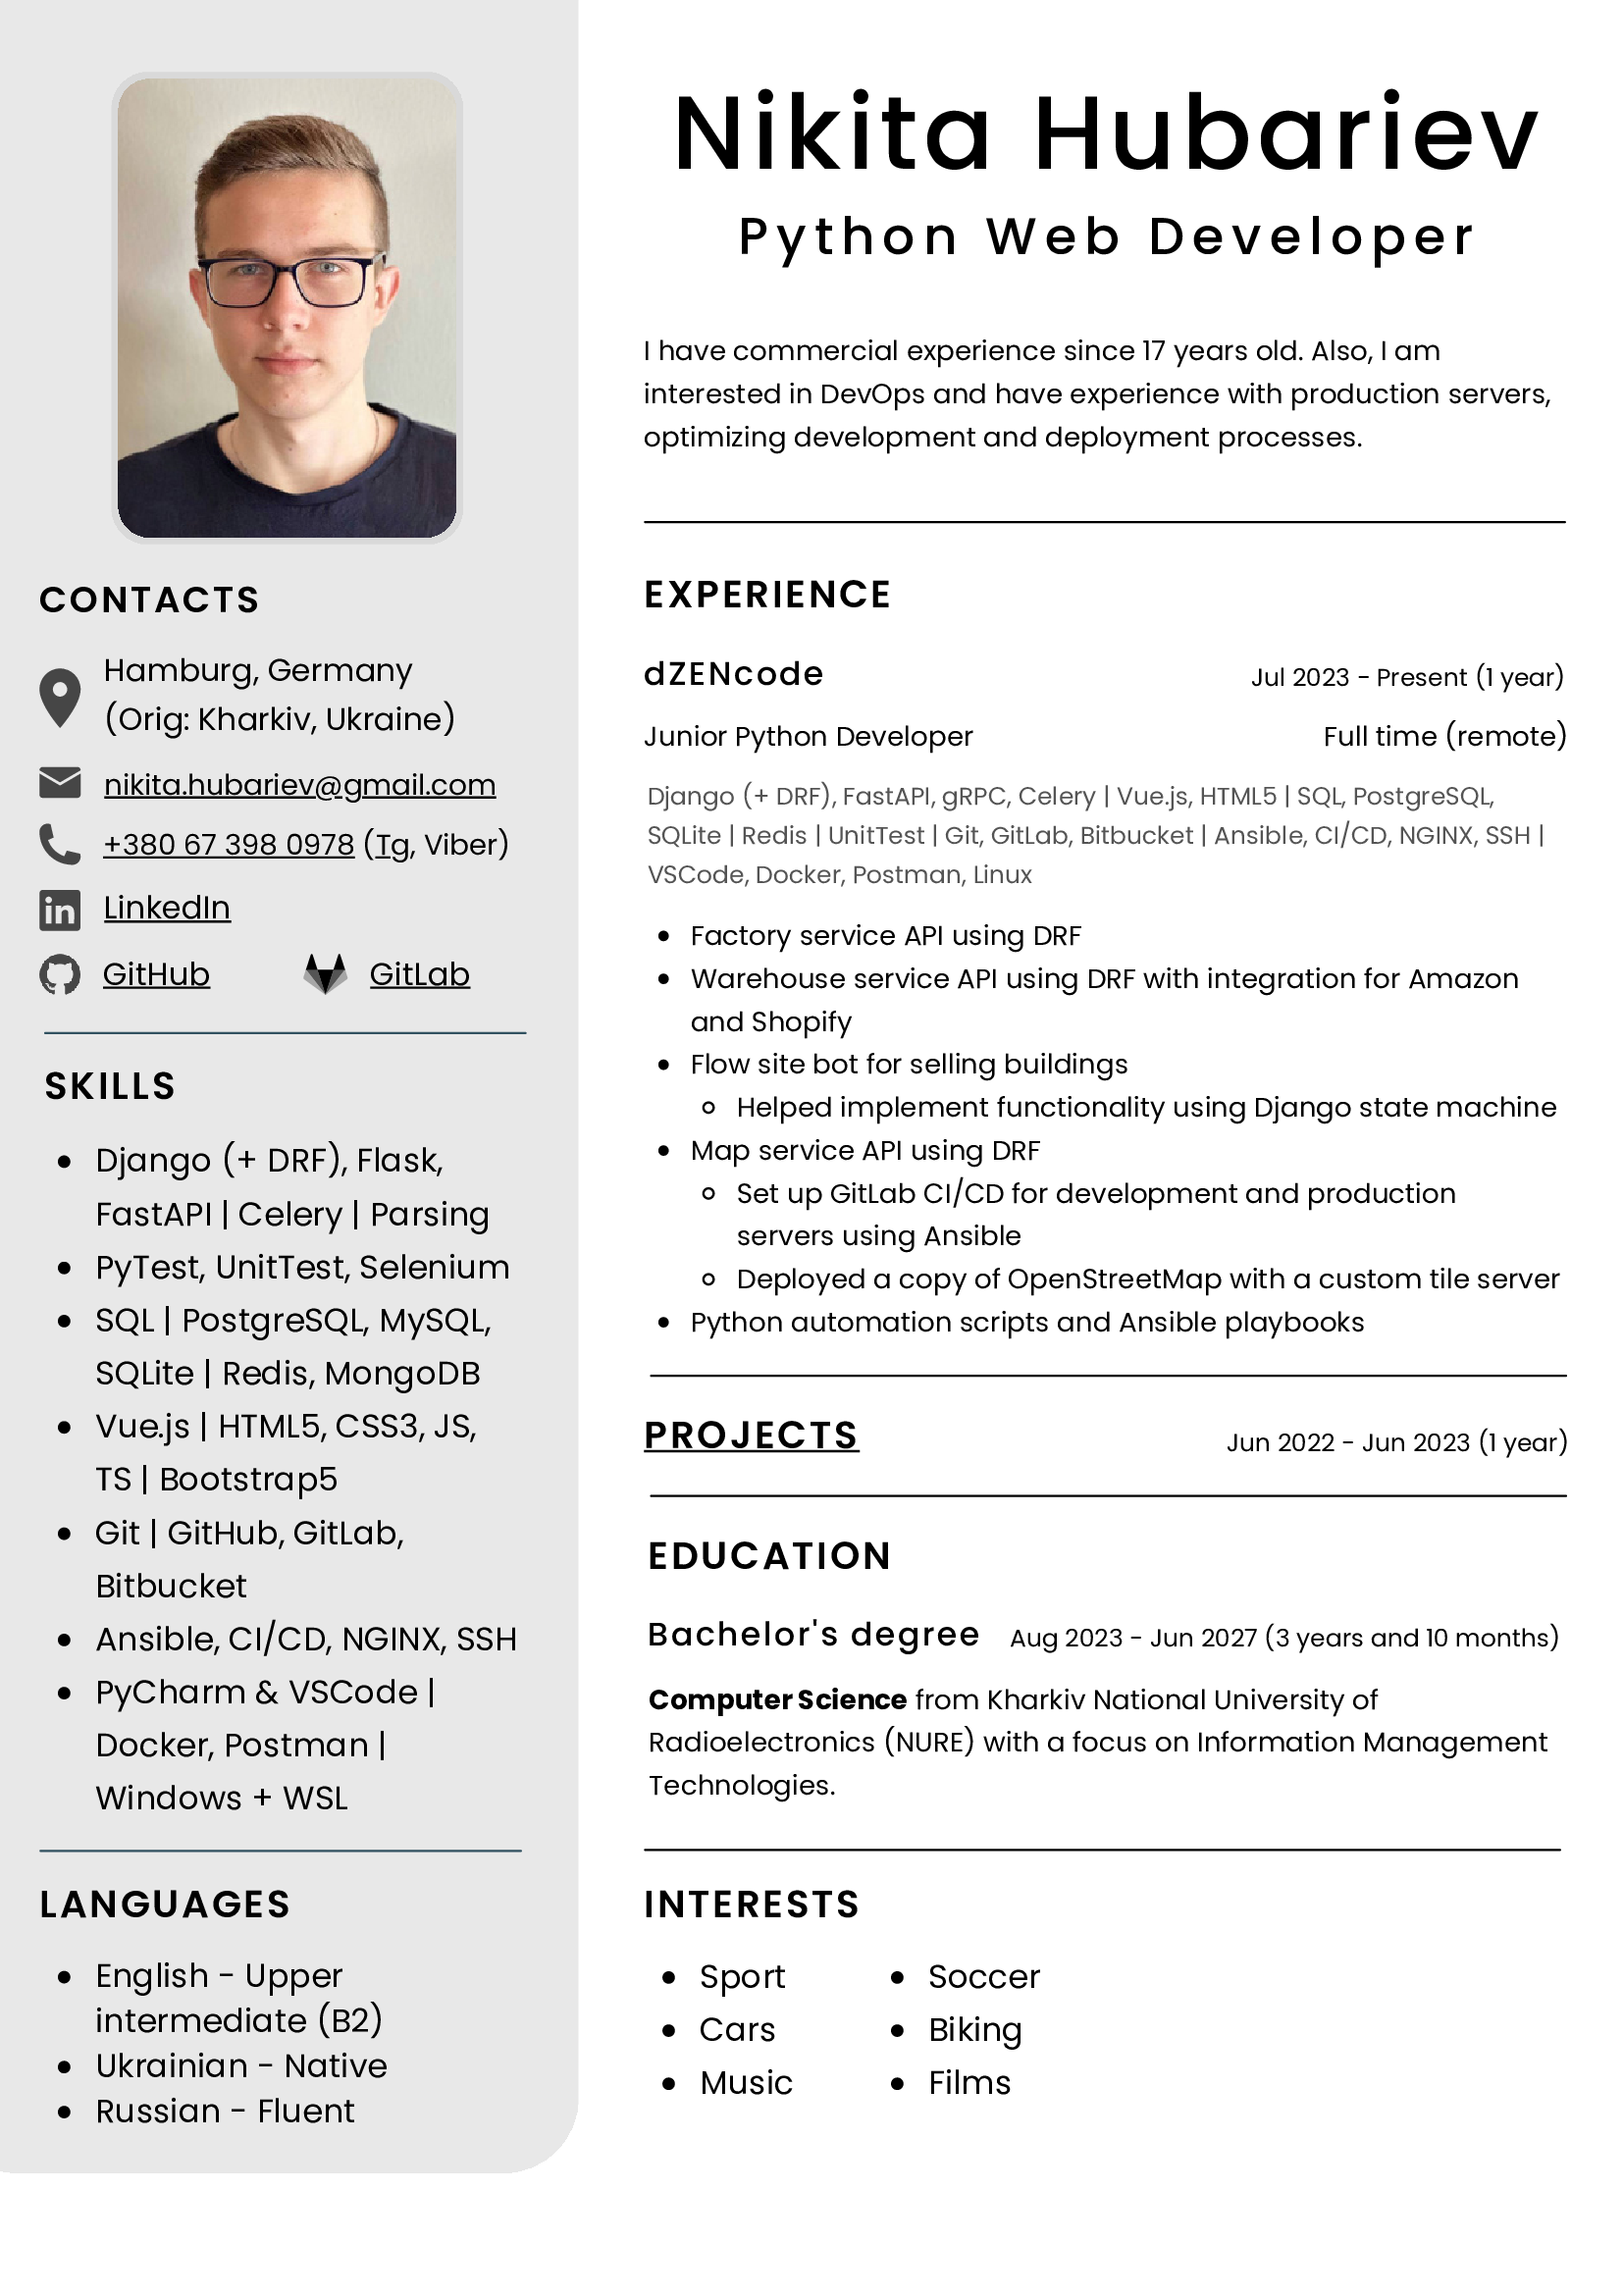 Nikita Hubariev
Python Web Developer
I have commercial experience since 17 years old. Also, I am
interested in DevOps and have experience with production servers,
optimizing development and deployment processes.
CONTACTS
Hamburg, Germany
(Orig: Kharkiv, Ukraine)
nikita.hubariev@gmail.com
+380 67 398 0978 (Tg, Viber)
LinkedIn
GitHub GitLab
SKILLS
• Django (+ DRF), Flask,
FastAPI | Celery | Parsing
• PyTest, UnitTest, Selenium
• SQL | PostgreSQL, MySQL,
SQLite | Redis, MongoDB
• Vue.js | HTML5, CSS3, JS,
TS | Bootstrap5
• Git | GitHub, GitLab,
Bitbucket
• Ansible, CI/CD, NGINX, SSH
• PyCharm & VSCode |
Docker, Postman |
Windows + WSL
LANGUAGES
• English - Upper
intermediate (B2)
• Ukrainian - Native
• Russian - Fluent
EXPERIENCE
dZENcode Jul 2023 - Present (1 year)
Junior Python Developer Full time (remote)
Django (+ DRF), FastAPI, gRPC, Celery | Vue.js, HTML5 | SQL, PostgreSQL,
SQLite | Redis | UnitTest | Git, GitLab, Bitbucket | Ansible, CI/CD, NGINX, SSH |
VSCode, Docker, Postman, Linux
• Factory service API using DRF
• Warehouse service API using DRF with integration for Amazon
and Shopify
• Flow site bot for selling buildings
◦ Helped implement functionality using Django state machine
• Map service API using DRF
◦ Set up GitLab CI/CD for development and production
servers using Ansible
◦ Deployed a copy of OpenStreetMap with a custom tile server
• Python automation scripts and Ansible playbooks
PROJECTS Jun 2022 - Jun 2023 (1 year)
EDUCATION
Bachelor's degree Aug 2023 - Jun 2027 (3 years and 10 months)
Computer Science from Kharkiv National University of
Radioelectronics (NURE) with a focus on Information Management
Technologies.
INTERESTS
• Sport • Soccer
• Cars • Biking
• Music • Films